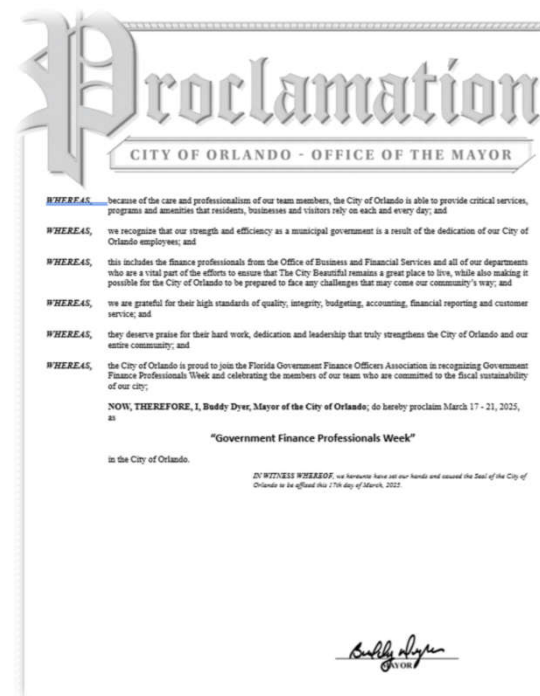 Proclamation
CITY OF ORLANDO - OFFICE OF THE MAYOR
WHEREAS, because of the care and professionalism of our team members, the City of Orlando is able to provide critical services,
programs and amenities that residents, businesses and visitors rely on each and every day; and
WHEREAS, we recognize that our strength and efficiency as a municipal government is a result of the dedication of our City of
Orlando employees; and
WHEREAS, this includes the finance professionals from the Office of Business and Financial Services and all of our departments
who are a vital part of the efforts to ensure that The City Beautiful remains a great place to live, while also making it
possible for the City of Orlando to be prepared to face any challenges that may come our community's way; and
WHEREAS, we are grateful for their high standards of quality, integrity, budgeting, accounting, financial reporting and customer
service; and
WHEREAS, they deserve praise for their hard work, dedication and leadership that truly strengthens the City of Orlando and our
entire community; and
WHEREAS, the City of Orlando is proud to join the Florida Government Finance Officers Association in recognizing Government
Finance Professionals Week and celebrating the members of our team who are committed to the fiscal sustainability
of our city;
NOW, THEREFORE, I, Buddy Dyer, Mayor of the City of Orlando; do hereby proclaim March 17 - 21, 2025,
as
"Government Finance Professionals Week"
in the City of Orlando.
IN WITNESS WHEREOF, we hereunto have set our hands and caused the Seal of the City of
Orlando to be affixed this 17th day of March, 2025.
Buddy Dyer
MAYOR